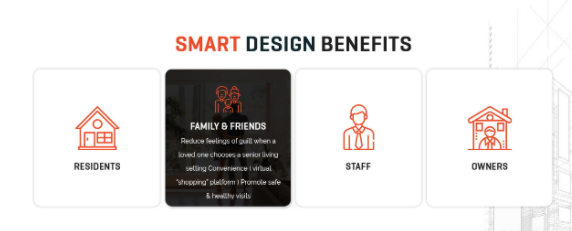 SMART DESIGN BENEFITS
RESIDENTS
FAMILY & FRIENDS
Reduce feelings of guilt when a
loved one chooses a senior living
setting Convenience ( virtual
"shopping" platform ) Promote safe
& healthy visits
STAFF
OWNERS